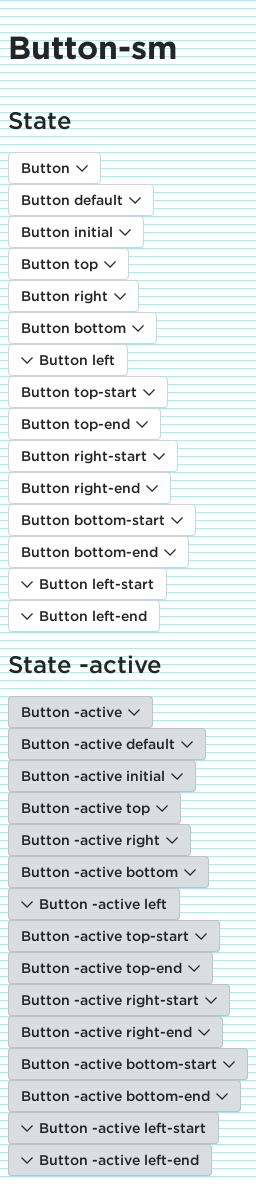 Button-sm
State
Button
Button default
Button initial
Button top
Button right
Button bottom
Button left
Button top-start
Button top-end
Button right-start
Button right-end
Button bottom-start
Button bottom-end
Button left-start
Button left-end
State -active
Button -active
Button -active default
Button -active initial
Button -active top
Button -active right
Button -active bottom
Button -active left
Button -active top-start
Button -active top-end
Button -active right-start
Button -active right-end
Button -active bottom-start
Button -active bottom-end
Button -active left-start
Button -active left-end